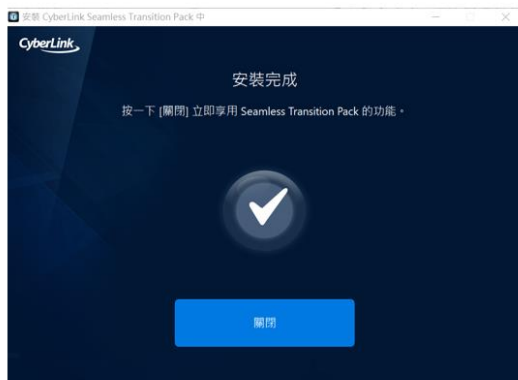 安裝 CyberLink Seamless Transition Pack 中
CyberLink
安裝完成
按一下 [關閉] 立即享用 Seamless Transition Pack 的功能。
關閉